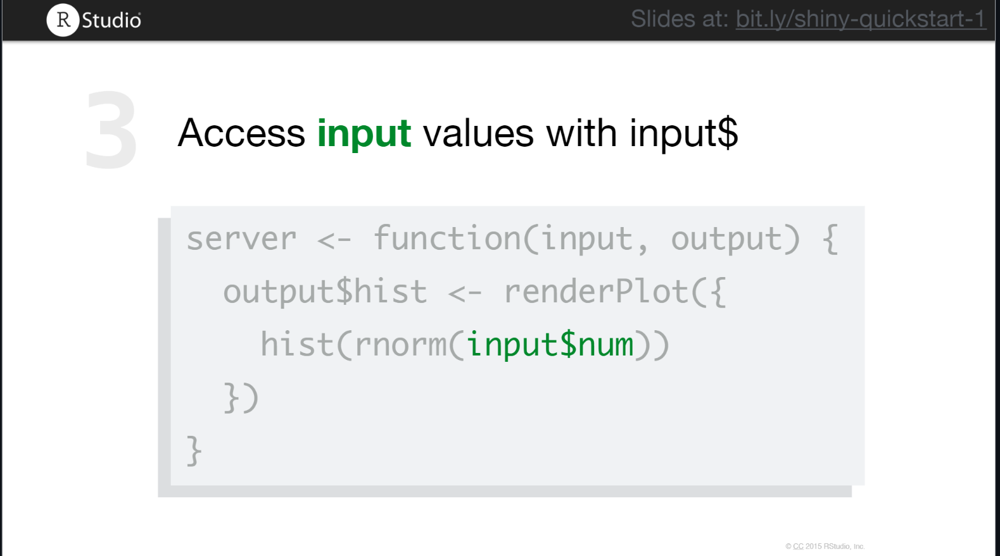 R Studio
Slides at: bit.ly/shiny-quickstart-1
3
Access input values with input$
server <- function(input, output) {
  output$hist <- renderPlot({
    hist(rnorm(input$num))
  })
}
© CC 2015 RStudio, Inc.